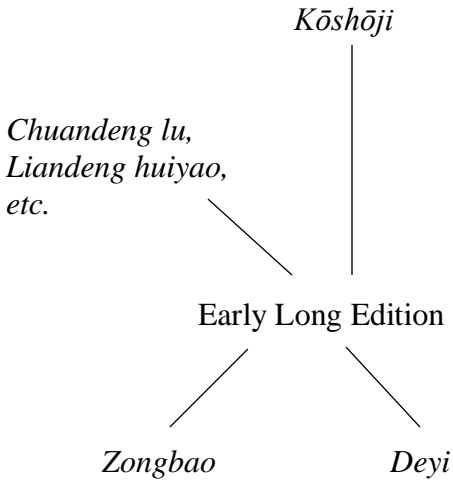 Kōshōji
Chuandeng lu,
Liandeng huiyao,
etc.
Early Long Edition
Zongbao
Deyi